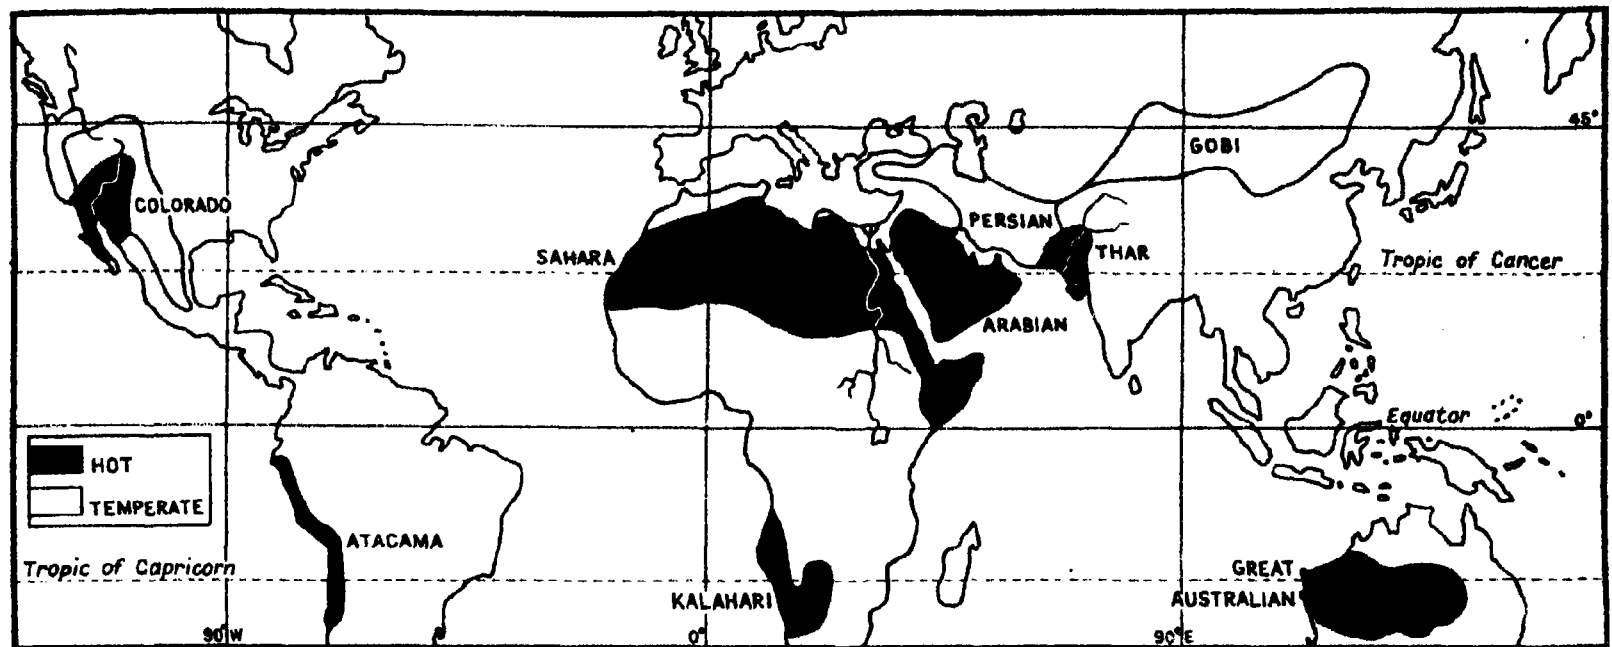 45°
GOBI
COLORADO
PERSIAN
SAHARA
THAR
Tropic of Cancer
ARABIAN
Equator
0°
HOT
TEMPERATE
ATACAMA
Tropic of Capricorn
GREAT
AUSTRALIAN
KALAHARI
90°W
0°
90°E